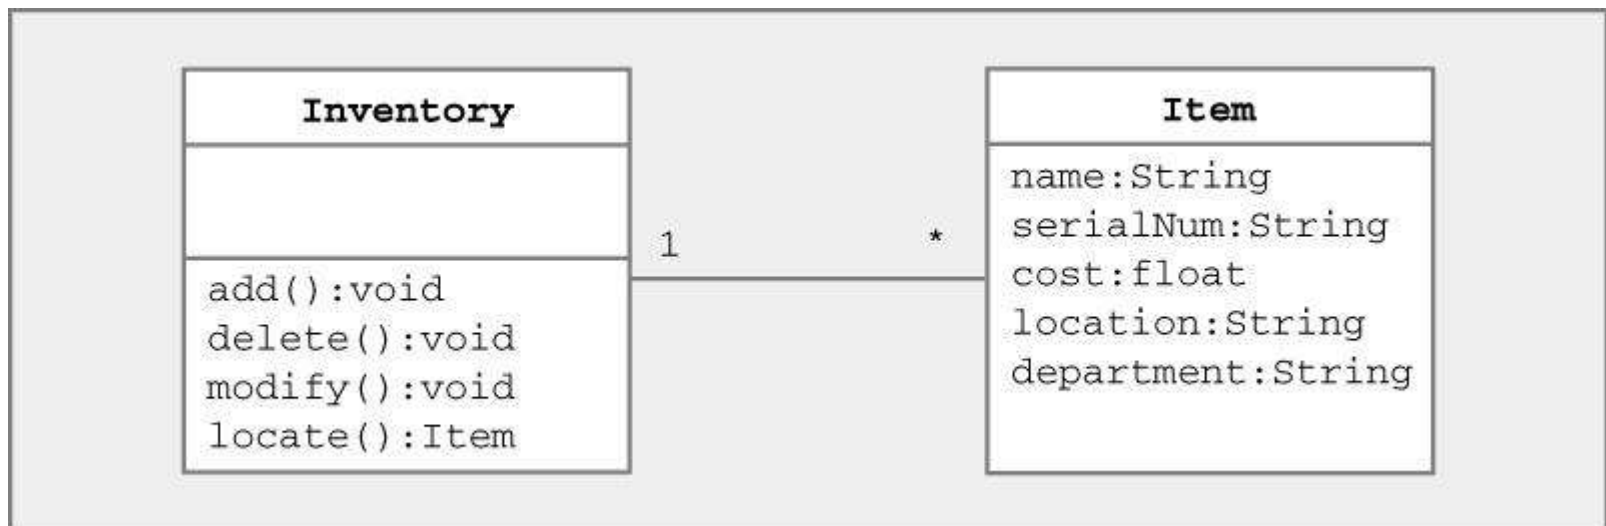 Inventory
add():void
delete():void
modify():void
locate():Item
1
*
Item
name:String
serialNum:String
cost:float
location:String
department:String